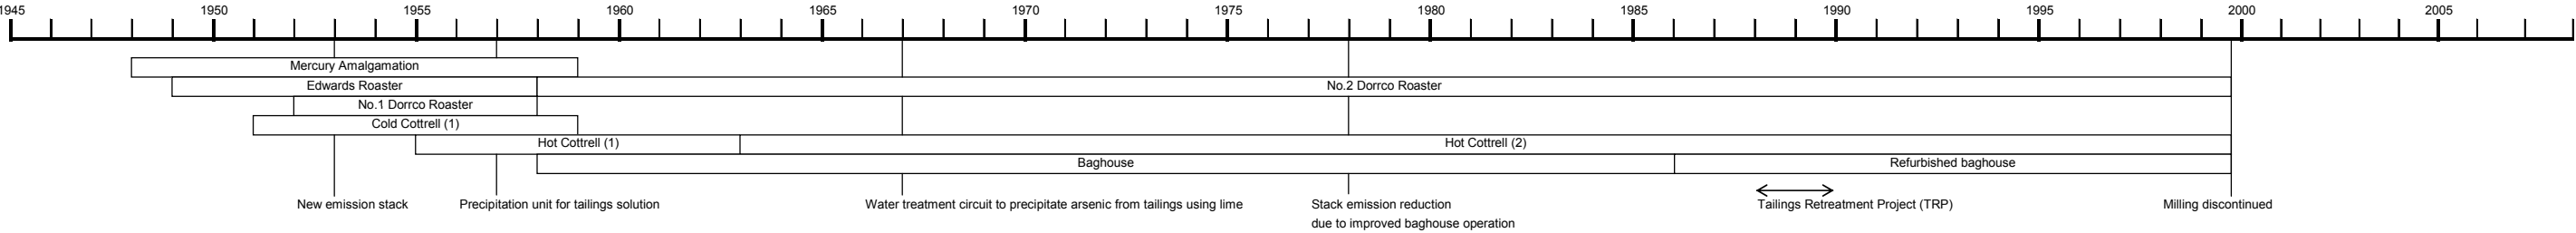 1945 1950 1955 1960 1965 1970 1975 1980 1985 1990 1995 2000 2005
Mercury Amalgamation
Edwards Roaster No.2 Dorrco Roaster
No.1 Dorrco Roaster
Cold Cottrell (1)
Hot Cottrell (1) Hot Cottrell (2)
Baghouse Refurbished baghouse
New emission stack Precipitation unit for tailings solution Water treatment circuit to precipitate arsenic from tailings using lime Stack emission reduction Tailings Retreatment Project (TRP) Milling discontinued
due to improved baghouse operation